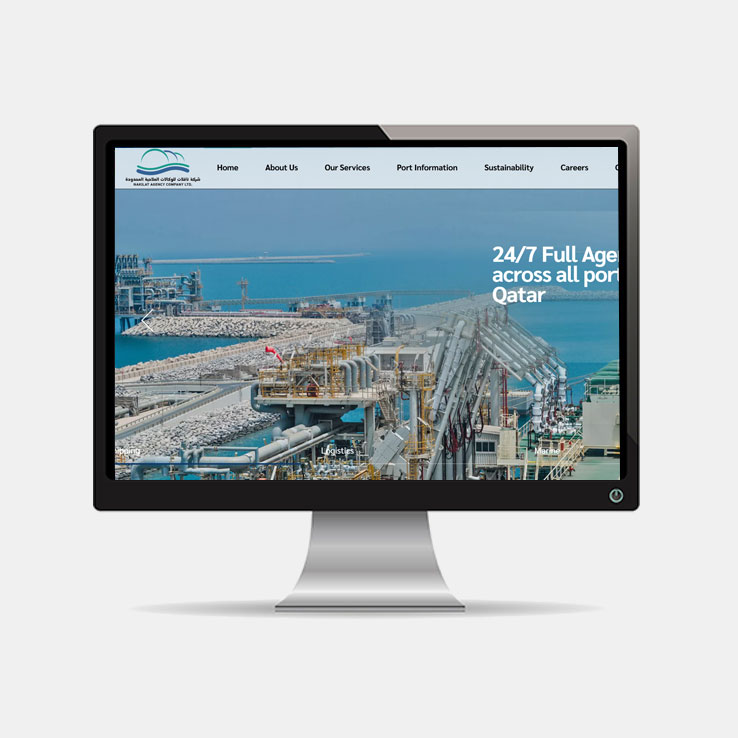 شركة ناقلات للوكالات الملاحية المحدودة
NAKILAT AGENCY COMPANY LTD.
Home
About Us
Our Services
Port Information
Sustainability
Careers
24/7 Full Age
across all port
Qatar
Logistics
Marine